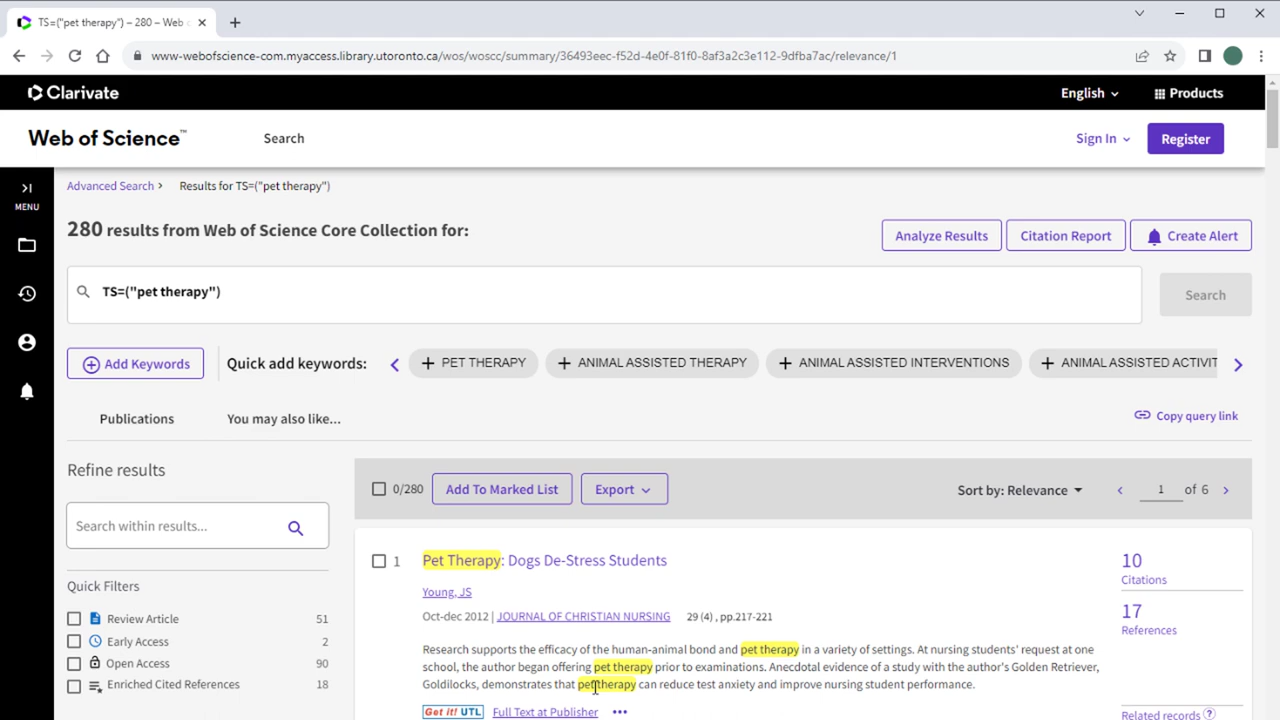 TS=("pet therapy") – 280 – Web
www-webofscience-com.myaccess.library.utoronto.ca/wos/woscc/summary/36493eec-f52d-4e0f-81f0-8af3a2c3e112-9dfba7ac/relevance/1
Clarivate
English
Products
Web of Science™
Search
Sign In
Register
MENU
Advanced Search > Results for TS=("pet therapy")
280 results from Web of Science Core Collection for:
Analyze Results
Citation Report
Create Alert
TS=("pet therapy")
Search
Add Keywords
Quick add keywords:
+ PET THERAPY
+ ANIMAL ASSISTED THERAPY
+ ANIMAL ASSISTED INTERVENTIONS
+ ANIMAL ASSISTED ACTIVIT
Publications
You may also like...
Copy query link
Refine results
0/280
Add To Marked List
Export
Sort by: Relevance
< 1 of 6 >
Search within results...
Quick Filters
Review Article 51
Early Access 2
Open Access 90
Enriched Cited References 18
1
Pet Therapy: Dogs De-Stress Students
Young, JS
Oct-dec 2012 | JOURNAL OF CHRISTIAN NURSING 29 (4) , pp.217-221
Research supports the efficacy of the human-animal bond and pet therapy in a variety of settings. At nursing students' request at one
school, the author began offering pet therapy prior to examinations. Anecdotal evidence of a study with the author's Golden Retriever,
Goldilocks, demonstrates that pet therapy can reduce test anxiety and improve nursing student performance.
Get it! UTL
Full Text at Publisher
•••
10
Citations
17
References
Related records ?